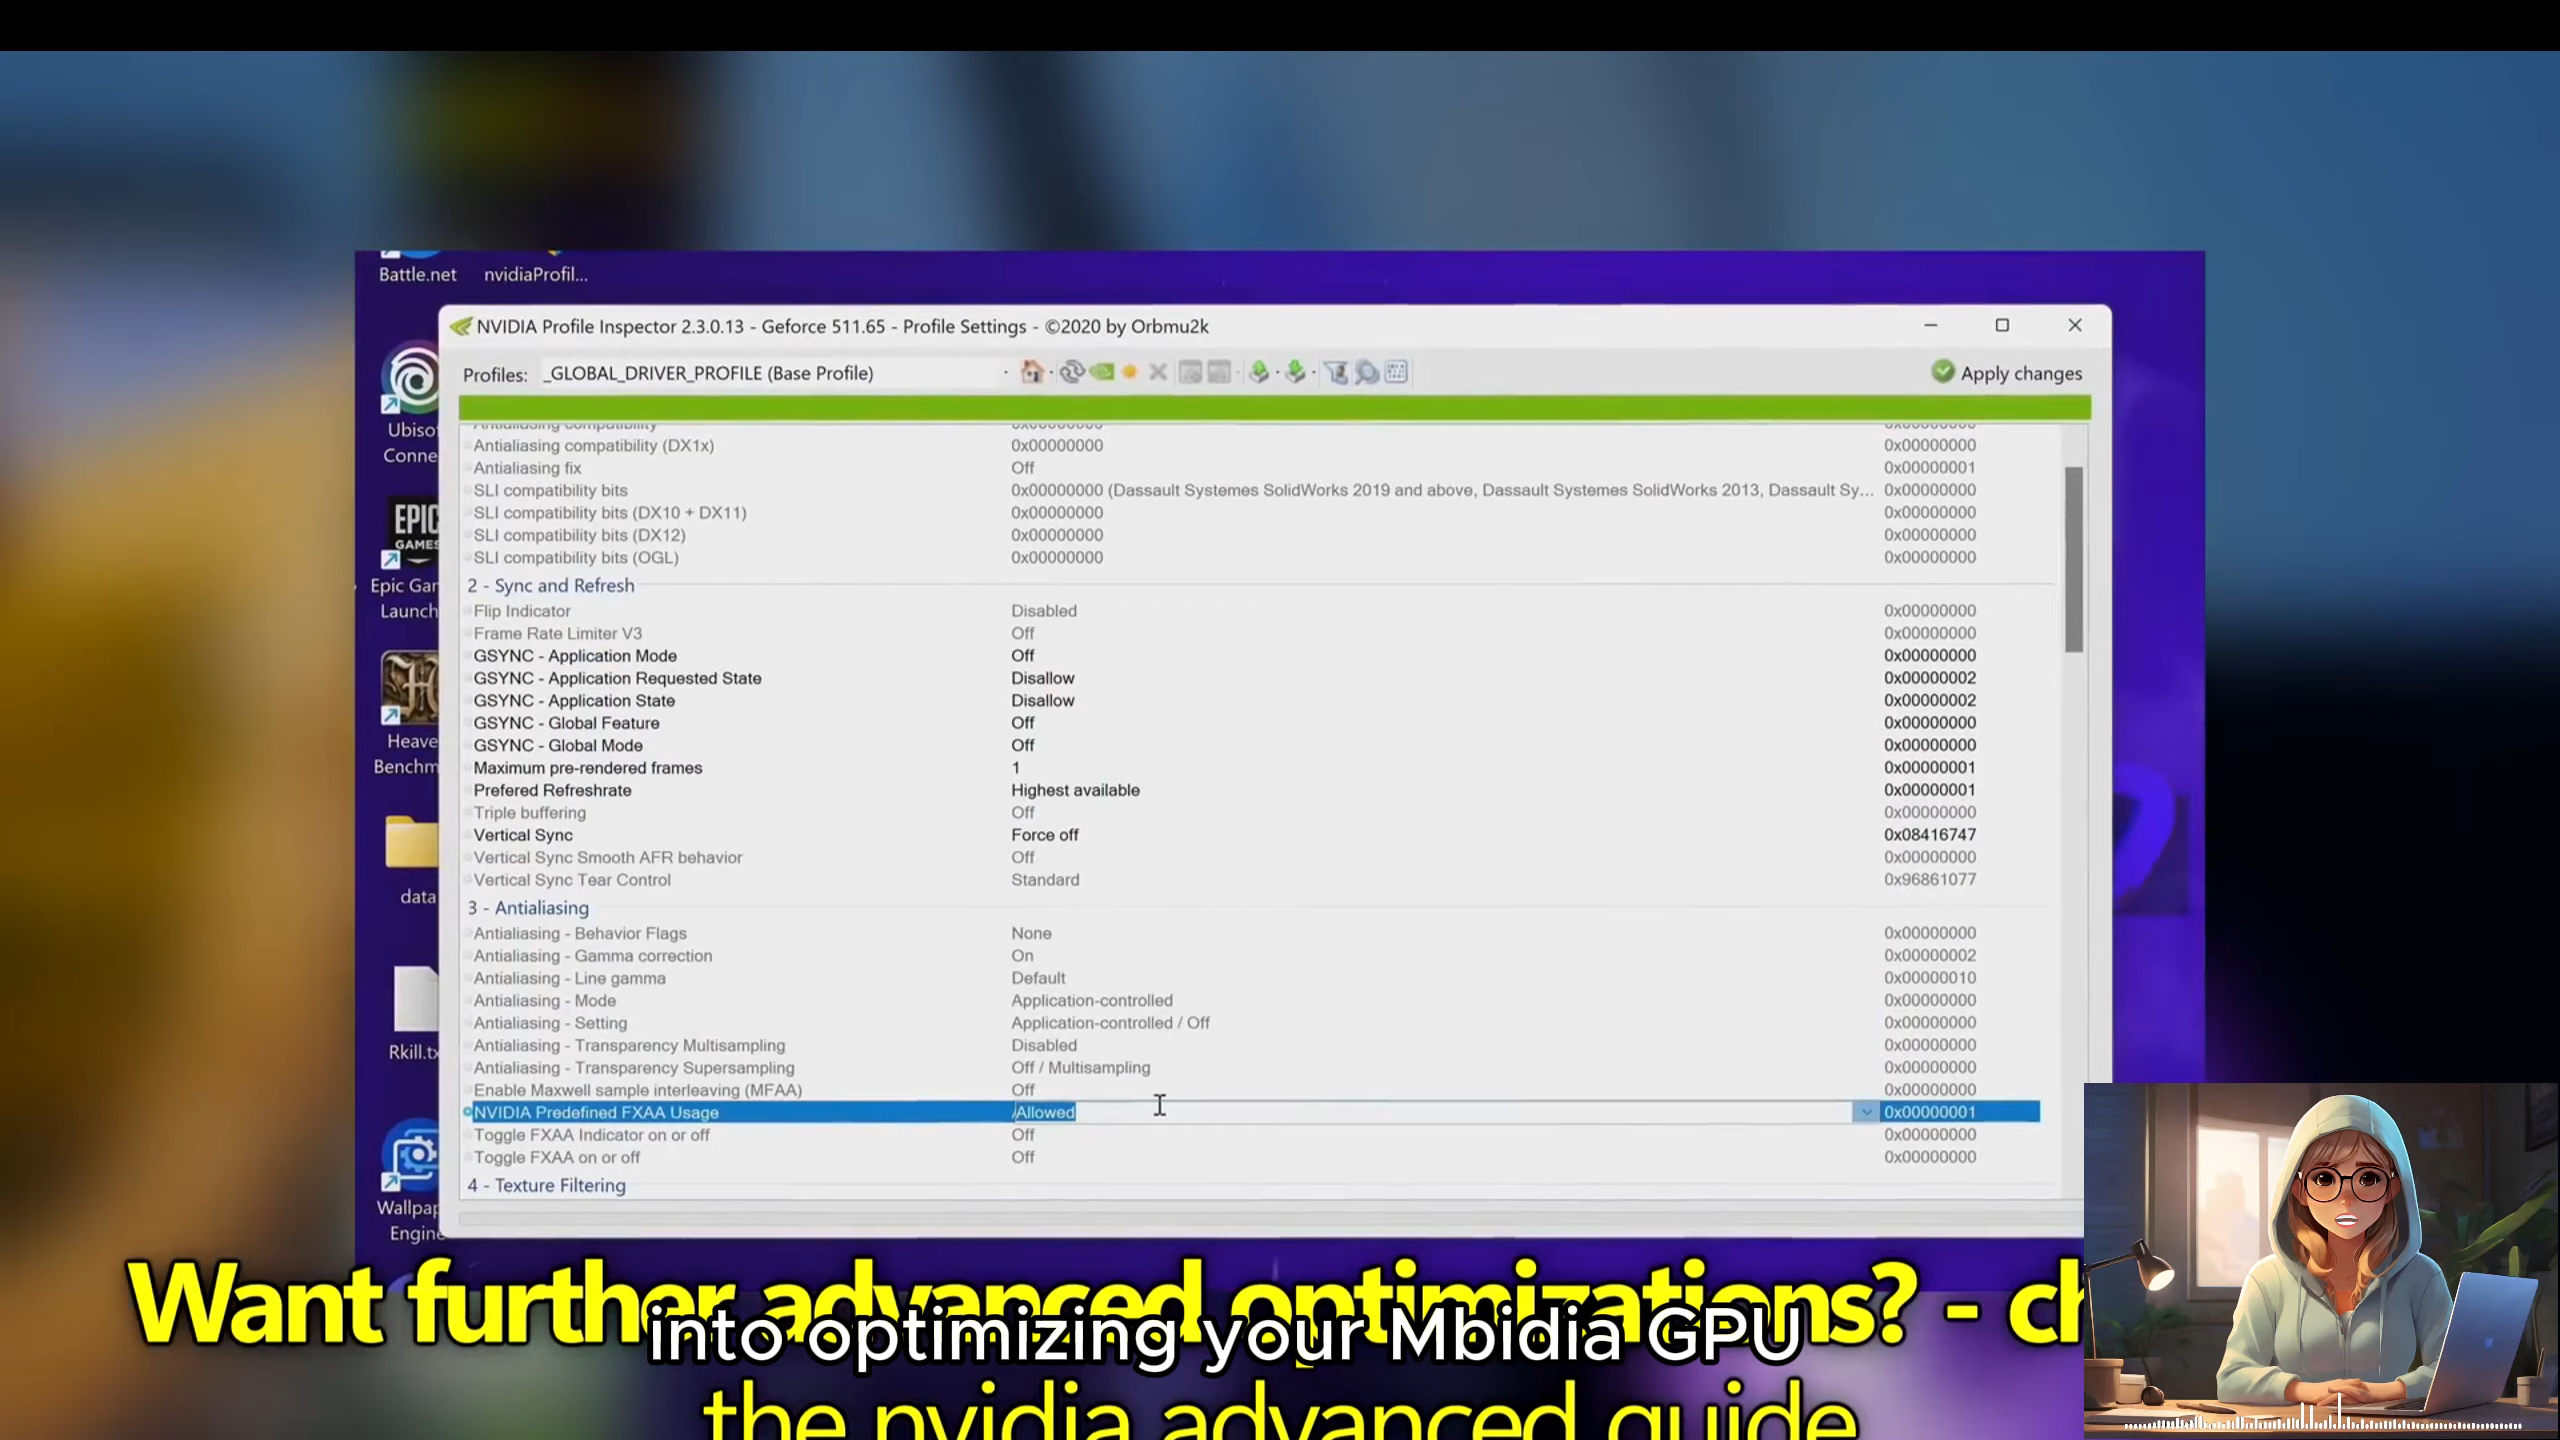 Battle.net nvidiaProfil...
NVIDIA Profile Inspector 2.3.0.13 - Geforce 511.65 - Profile Settings - ©2020 by Orbmu2k
Profiles: _GLOBAL_DRIVER_PROFILE (Base Profile) Apply changes
Antialiasing compatibility 0x00000000 0x00000000
Antialiasing compatibility (DX1x) 0x00000000 0x00000000
Antialiasing fix Off 0x00000001
SLI compatibility bits 0x00000000 (Dassault Systemes SolidWorks 2019 and above, Dassault Systemes SolidWorks 2013, Dassault Sy... 0x00000000
SLI compatibility bits (DX10 + DX11) 0x00000000 0x00000000
SLI compatibility bits (DX12) 0x00000000 0x00000000
SLI compatibility bits (OGL) 0x00000000 0x00000000
2 - Sync and Refresh
Flip Indicator Disabled 0x00000000
Frame Rate Limiter V3 Off 0x00000000
GSYNC - Application Mode Off 0x00000000
GSYNC - Application Requested State Disallow 0x00000002
GSYNC - Application State Disallow 0x00000002
GSYNC - Global Feature Off 0x00000000
GSYNC - Global Mode Off 0x00000000
Maximum pre-rendered frames 1 0x00000001
Prefered Refreshrate Highest available 0x00000001
Triple buffering Off 0x00000000
Vertical Sync Force off 0x08416747
Vertical Sync Smooth AFR behavior Off 0x00000000
Vertical Sync Tear Control Standard 0x96861077
3 - Antialiasing
Antialiasing - Behavior Flags None 0x00000000
Antialiasing - Gamma correction On 0x00000002
Antialiasing - Line gamma Default 0x00000010
Antialiasing - Mode Application-controlled 0x00000000
Antialiasing - Setting Application-controlled / Off 0x00000000
Antialiasing - Transparency Multisampling Disabled 0x00000000
Antialiasing - Transparency Supersampling Off / Multisampling 0x00000000
Enable Maxwell sample interleaving (MFAA) Off 0x00000000
NVIDIA Predefined FXAA Usage Allowed 0x00000001
Toggle FXAA Indicator on or off Off 0x00000000
Toggle FXAA on or off Off 0x00000000
4 - Texture Filtering
Ubisof
Conne
EPIC
GAMES
Epic Gar
Launch
Heave
Benchm
data
Rkill.tx
Wallpap
Engine
Want further advanced optimizations? - ch
into optimizing your Mbidia GPU
the nvidia advanced guide